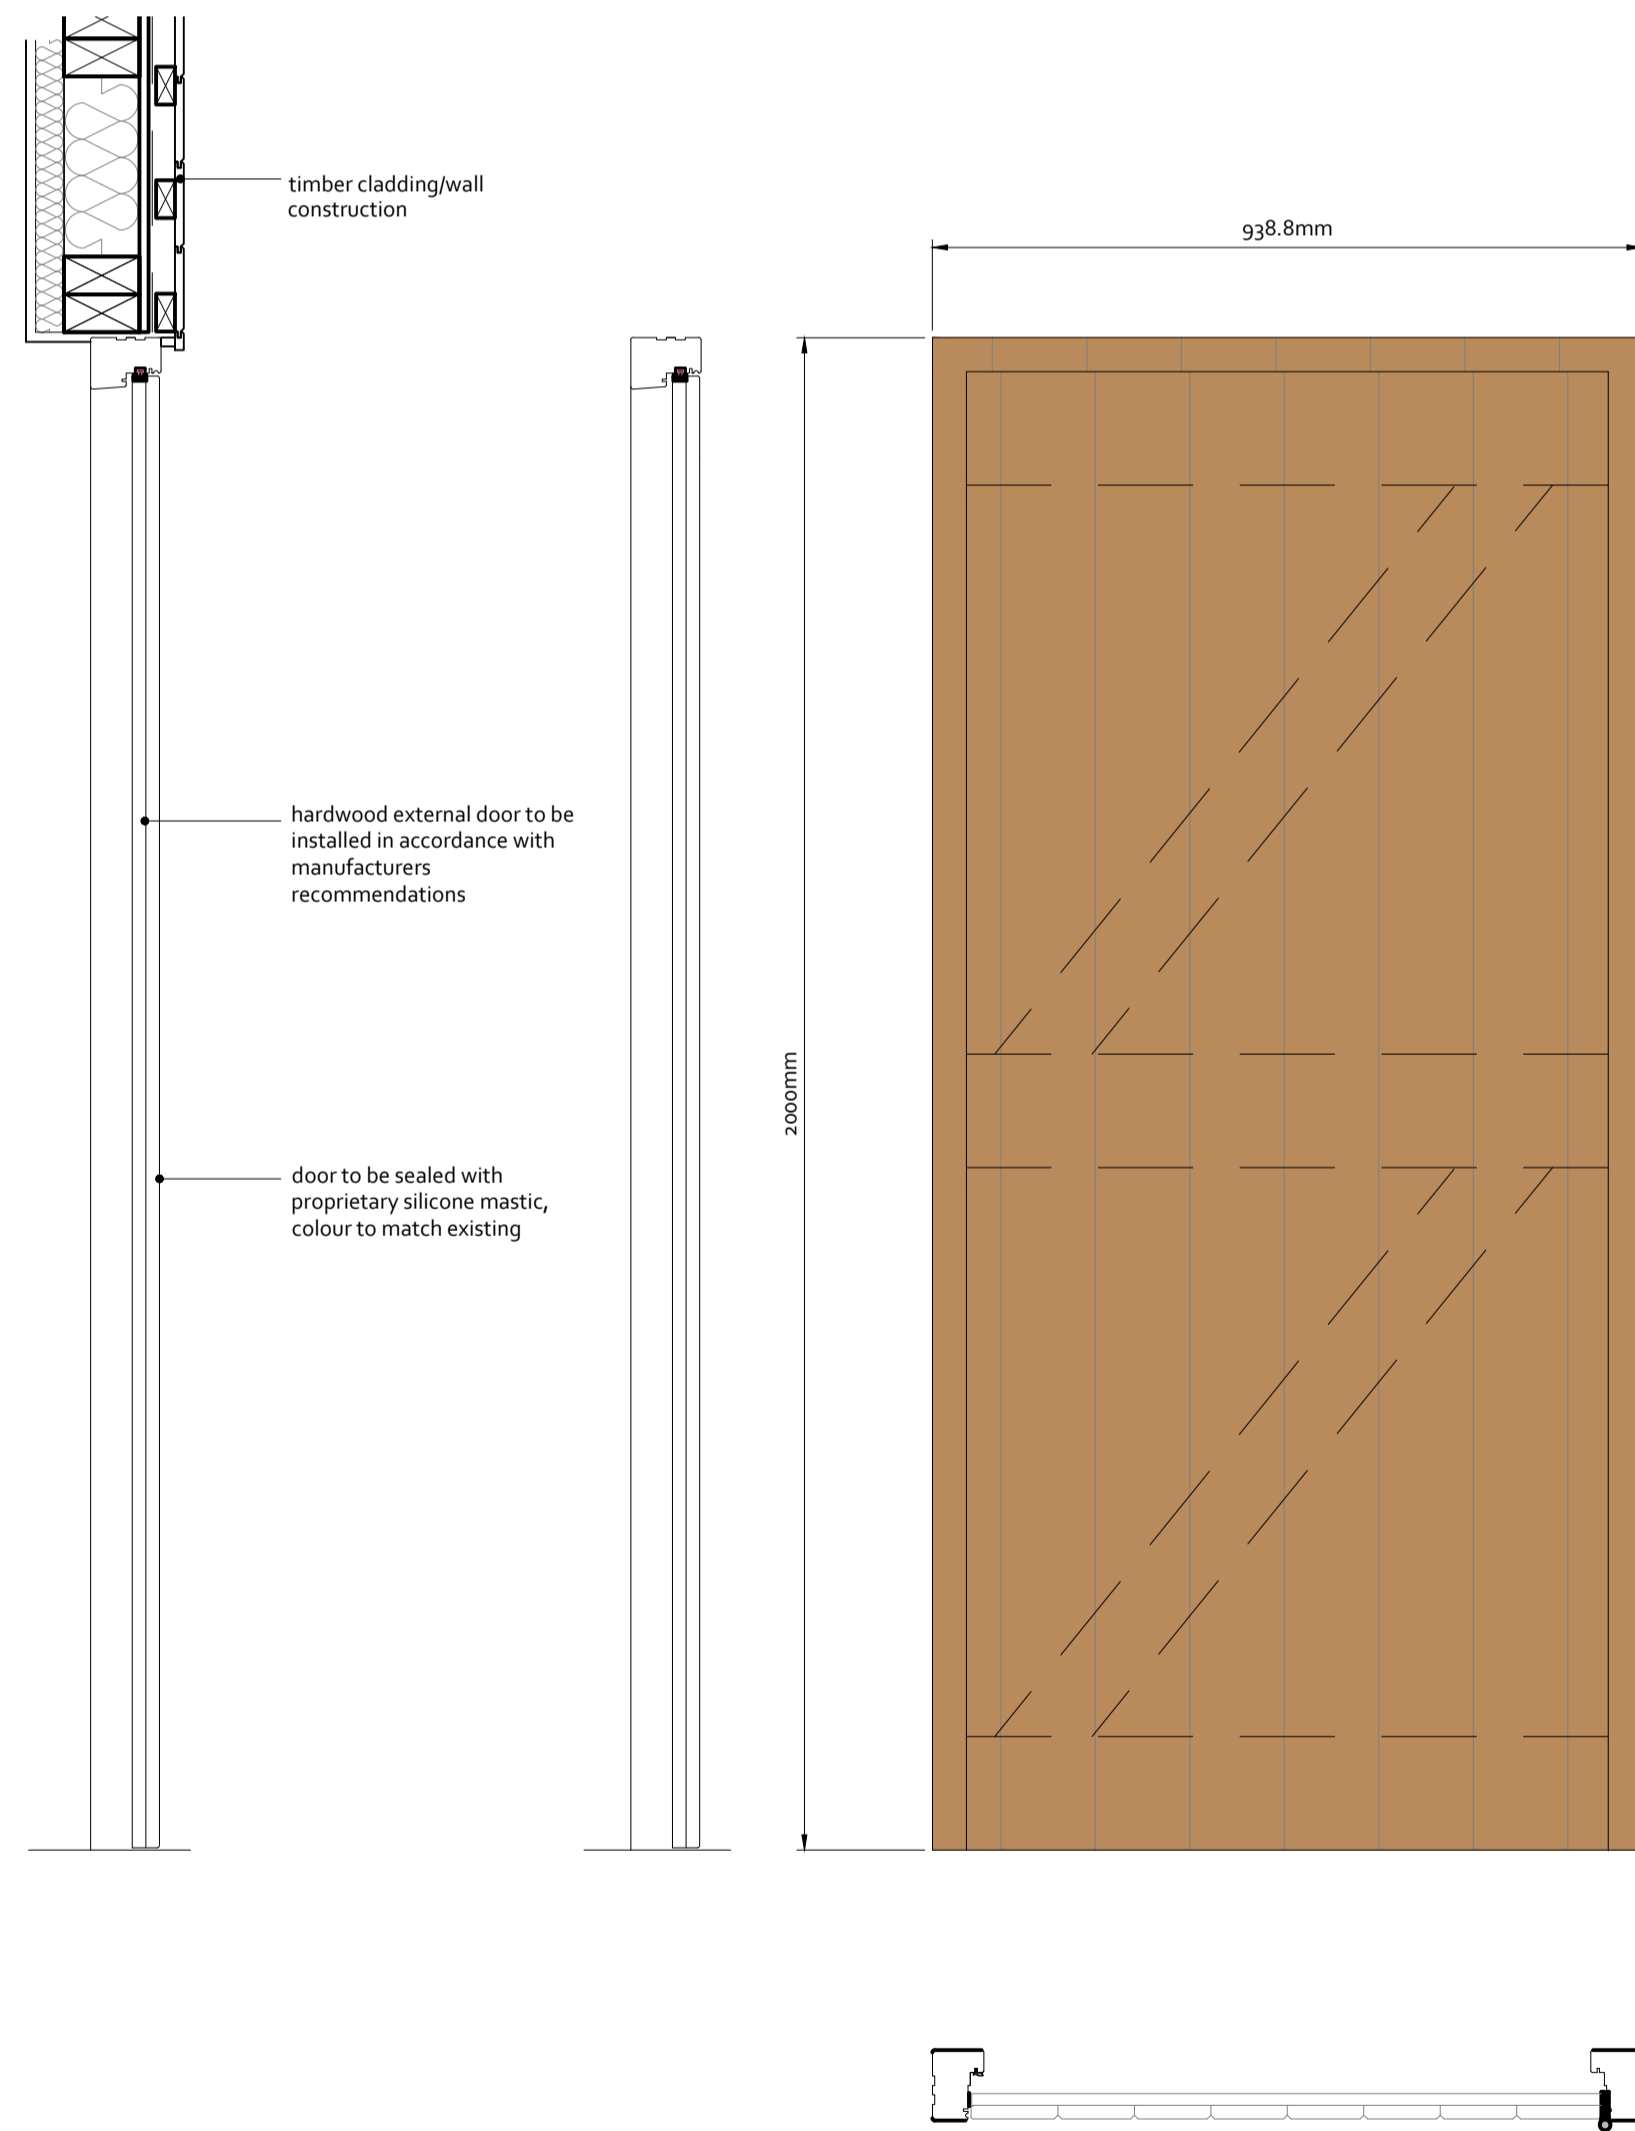 timber cladding/wall
construction
938.8mm
hardwood external door to be
installed in accordance with
manufacturers
recommendations
2000mm
door to be sealed with
proprietary silicone mastic,
colour to match existing